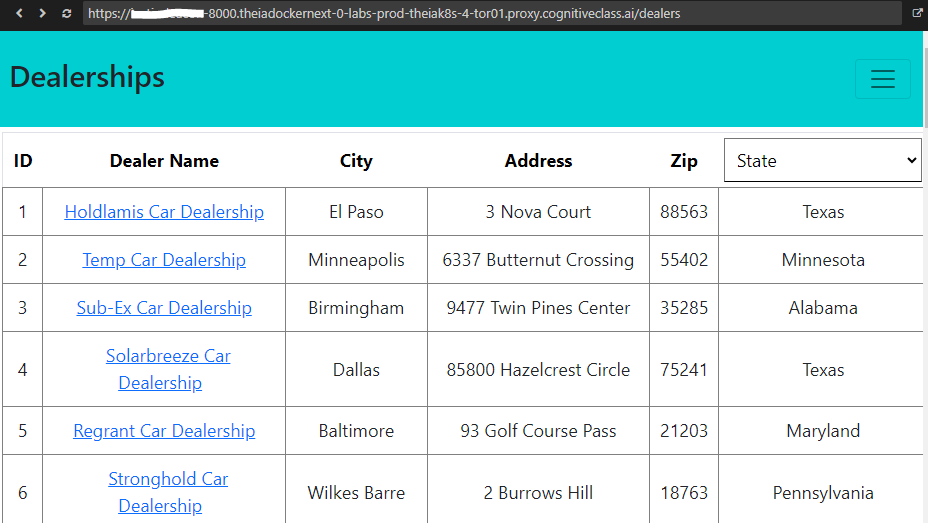 https://
-8000.theiadockernext-0-labs-prod-theiak8s-4-tor01.proxy.cognitiveclass.ai/dealers
Dealerships
ID Dealer Name City Address Zip State
1 Holdlamis Car Dealership El Paso 3 Nova Court 88563 Texas
2 Temp Car Dealership Minneapolis 6337 Butternut Crossing 55402 Minnesota
3 Sub-Ex Car Dealership Birmingham 9477 Twin Pines Center 35285 Alabama
4 Solarbreeze Car Dealership Dallas 85800 Hazelcrest Circle 75241 Texas
5 Regrant Car Dealership Baltimore 93 Golf Course Pass 21203 Maryland
6 Stronghold Car Dealership Wilkes Barre 2 Burrows Hill 18763 Pennsylvania